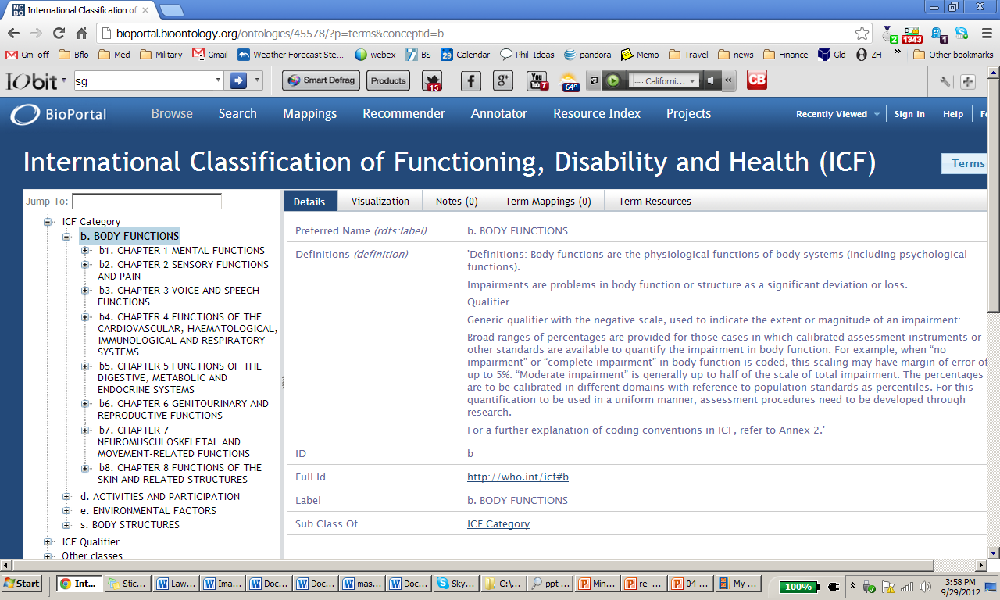 NC
BO
International Classification of
bioportal.bioontology.org/ontologies/45578/?p=terms&conceptid=b
2
1343
1
Gm_off
Bflo
Med
Military
1
Gmail
Weather Forecast Ste...
webex
BS
29
Calendar
Phil_Ideas
pandora
Memo
Travel
news
Finance
Gld
ZH
»
Other bookmarks
IObit
sg
Smart Defrag
Products
15
You
Tube
7
64°
...... Californi...
«
CB
BioPortal
Browse
Search
Mappings
Recommender
Annotator
Resource Index
Projects
Recently Viewed
Sign In
Help
Fe
International Classification of Functioning, Disability and Health (ICF)
Terms
Jump To:
ICF Category
b. BODY FUNCTIONS
b1. CHAPTER 1 MENTAL FUNCTIONS
b2. CHAPTER 2 SENSORY FUNCTIONS
AND PAIN
b3. CHAPTER 3 VOICE AND SPEECH
FUNCTIONS
b4. CHAPTER 4 FUNCTIONS OF THE
CARDIOVASCULAR, HAEMATOLOGICAL,
IMMUNOLOGICAL AND RESPIRATORY
SYSTEMS
b5. CHAPTER 5 FUNCTIONS OF THE
DIGESTIVE, METABOLIC AND
ENDOCRINE SYSTEMS
b6. CHAPTER 6 GENITOURINARY AND
REPRODUCTIVE FUNCTIONS
b7. CHAPTER 7
NEUROMUSCULOSKELETAL AND
MOVEMENT-RELATED FUNCTIONS
b8. CHAPTER 8 FUNCTIONS OF THE
SKIN AND RELATED STRUCTURES
d. ACTIVITIES AND PARTICIPATION
e. ENVIRONMENTAL FACTORS
s. BODY STRUCTURES
ICF Qualifier
Other classes
Details
Visualization
Notes (0)
Term Mappings (0)
Term Resources
Preferred Name (rdfs:label)
b. BODY FUNCTIONS
Definitions (definition)
'Definitions: Body functions are the physiological functions of body systems (including psychological
functions).
Impairments are problems in body function or structure as a significant deviation or loss.
Qualifier
Generic qualifier with the negative scale, used to indicate the extent or magnitude of an impairment:
Broad ranges of percentages are provided for those cases in which calibrated assessment instruments or
other standards are available to quantify the impairment in body function. For example, when “no
impairment” or “complete impairment” in body function is coded, this scaling may have margin of error of
up to 5%. “Moderate impairment” is generally up to half of the scale of total impairment. The percentages
are to be calibrated in different domains with reference to population standards as percentiles. For this
quantification to be used in a uniform manner, assessment procedures need to be developed through
research.
For a further explanation of coding conventions in ICF, refer to Annex 2.'
ID
b
Full Id
http://who.int/icf#b
Label
b. BODY FUNCTIONS
Sub Class Of
ICF Category
Start
Int...
Stic...
Law...
Ima...
Doc...
Doc...
mas...
Doc...
Sky...
C:\...
ppt ...
Min...
re_...
04-...
My ...
100%
3:58 PM
9/29/2012